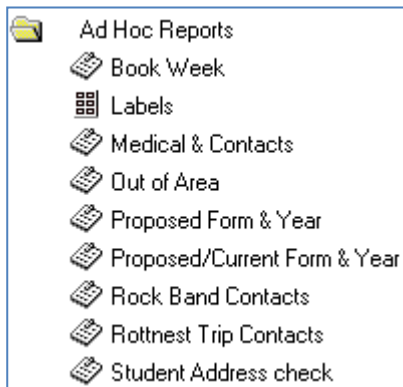 Ad Hoc Reports
Book Week
Labels
Medical & Contacts
Out of Area
Proposed Form & Year
Proposed/Current Form & Year
Rock Band Contacts
Rottnest Trip Contacts
Student Address check